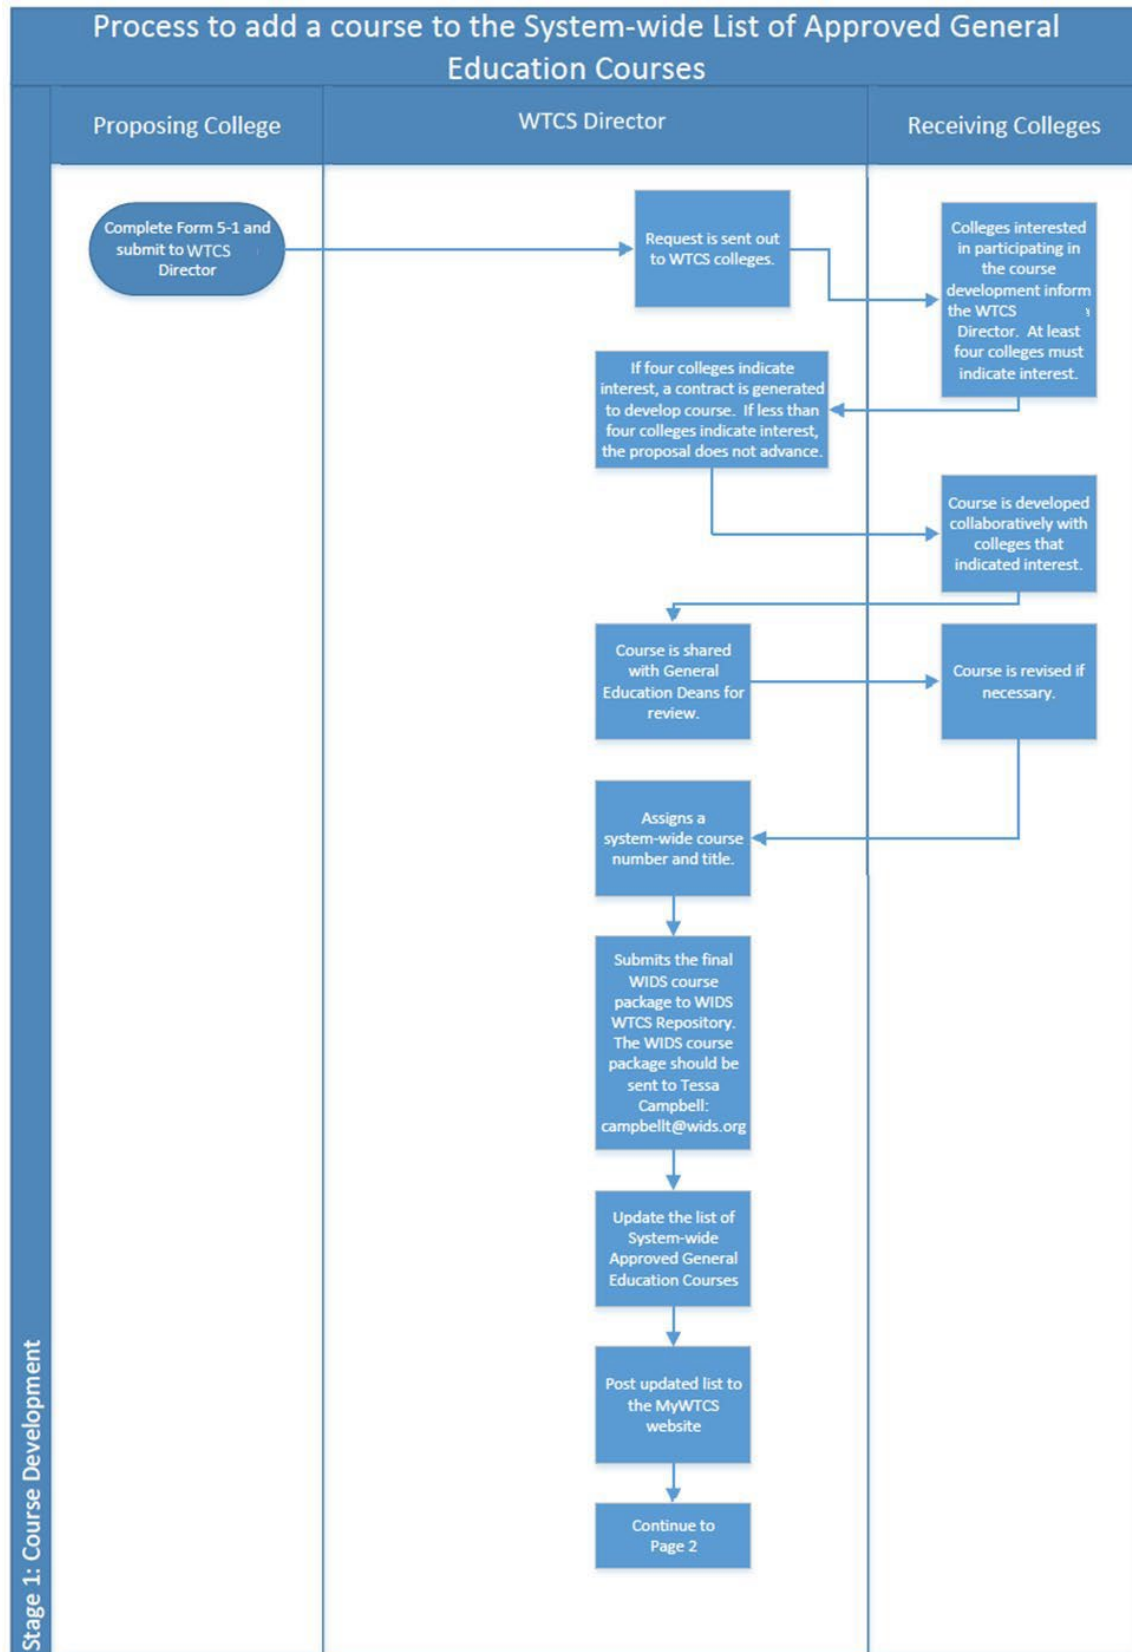 Process to add a course to the System-wide List of Approved General
Education Courses
Proposing College
WTCS Director
Receiving Colleges
Complete Form 5-1 and
submit to WTCS
Director
Request is sent out
to WTCS colleges.
Colleges interested
in participating in
the course
development inform
the WTCS
Director. At least
four colleges must
indicate interest.
If four colleges indicate
interest, a contract is generated
to develop course. If less than
four colleges indicate interest,
the proposal does not advance.
Course is developed
collaboratively with
colleges that
indicated interest.
Course is shared
with General
Education Deans for
review.
Course is revised if
necessary.
Assigns a
system-wide course
number and title.
Submits the final
WIDS course
package to WIDS
WTCS Repository.
The WIDS course
package should be
sent to Tessa
Campbell:
campbellt@wids.org
Update the list of
System-wide
Approved General
Education Courses
Post updated list to
the MyWTCS
website
Continue to
Page 2
Stage 1: Course Development